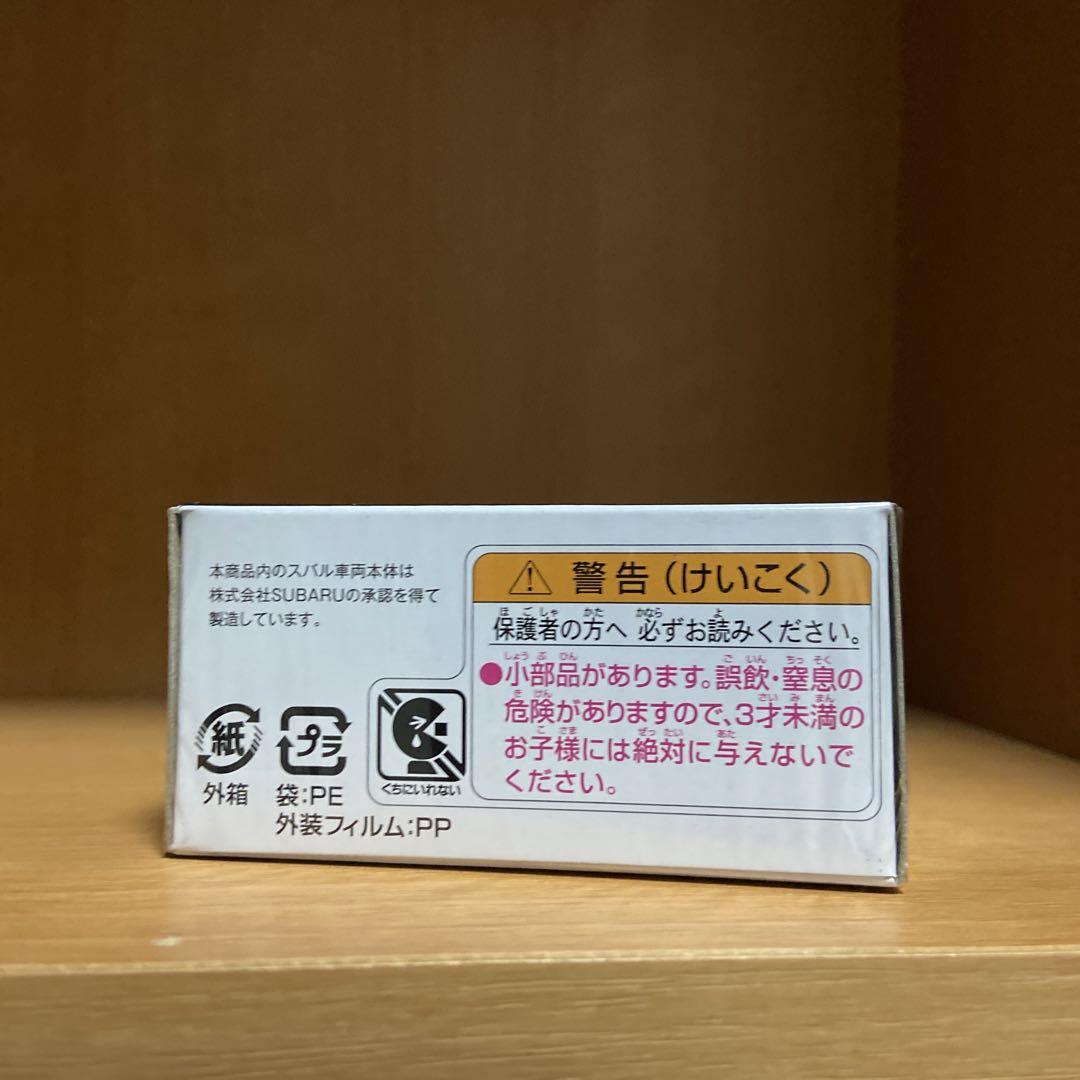 本商品内のスバル車両本体は
株式会社SUBARUの承認を得て
製造しています。
紙
外箱
プラ
袋:PE
外装フィルム:PP
くちにいれない
警告(けいこく)
ほごしゃ かた かなら よ
保護者の方へ 必ずお読みください。
しょうぶひん ごいん ちっそく
●小部品があります。誤飲・窒息の
きけん さいみまん
危険がありますので、3才未満の
こさま ぜったい あた
お子様には絶対に与えないで
ください。